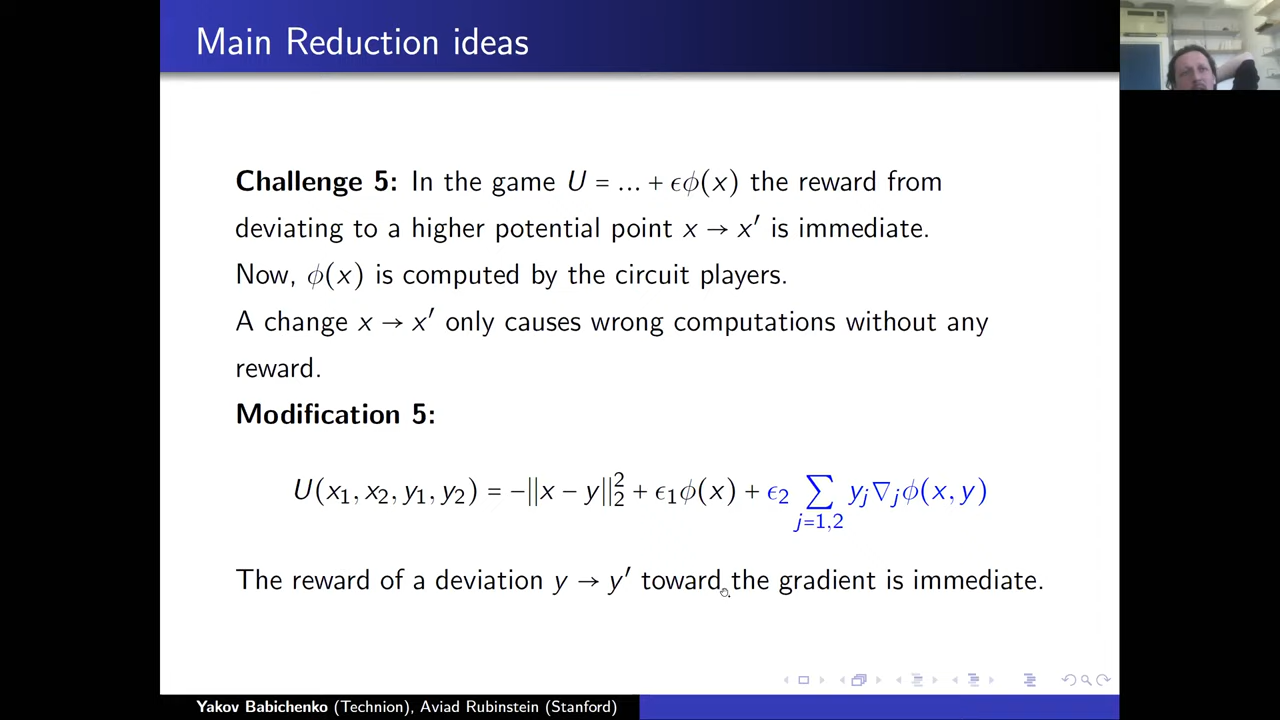 Main Reduction ideas
Challenge 5: In the game U = ... + ϵϕ(x) the reward from
deviating to a higher potential point x → x′ is immediate.
Now, ϕ(x) is computed by the circuit players.
A change x → x′ only causes wrong computations without any
reward.
Modification 5:
U(x₁, x₂, y₁, y₂) = −||x − y||₂² + ϵ₁ϕ(x) + ϵ₂ ∑_{j=1,2} y_j∇_jϕ(x, y)
The reward of a deviation y → y′ toward the gradient is immediate.
Yakov Babichenko (Technion), Aviad Rubinstein (Stanford)